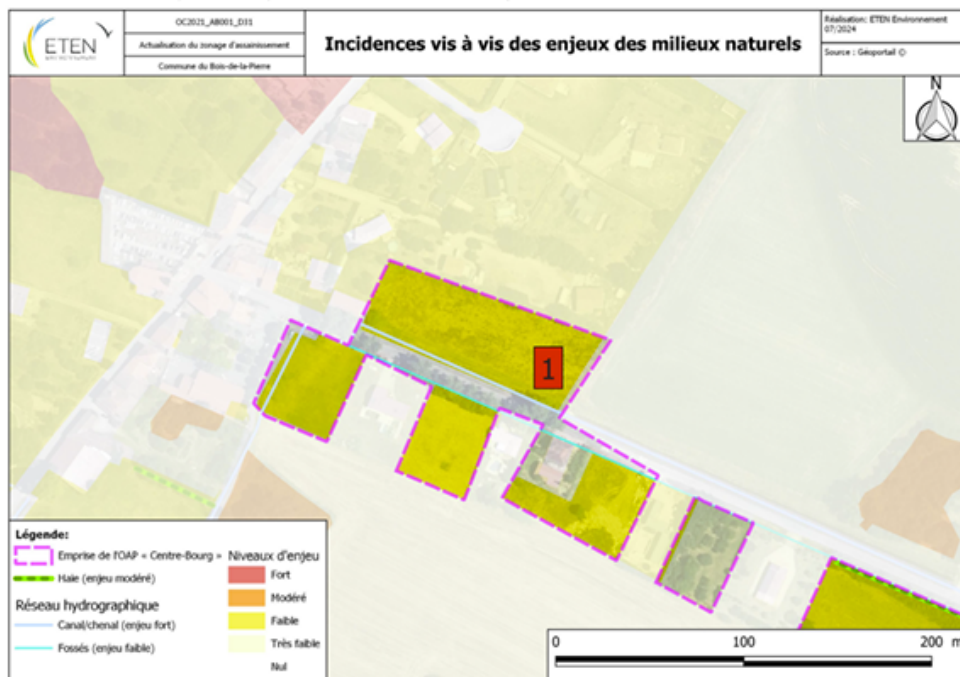 ETEN
OC2021_AB001_D31
Actualisation du zonage d'assainissement
Commune du Bois-de-la-Pierre
Incidences vis à vis des enjeux des milieux naturels
Réalisation: ETEN Environnement
07/2024
Source : Géoportail ©
N
1
Légende:
Emprise de l'OAP « Centre-Bourg »
Haie (enjeu modéré)
Réseau hydrographique
Canal/chenal (enjeu fort)
Fossés (enjeu faible)
Niveaux d'enjeu
Fort
Modéré
Faible
Très faible
Nul
0 100 200 m